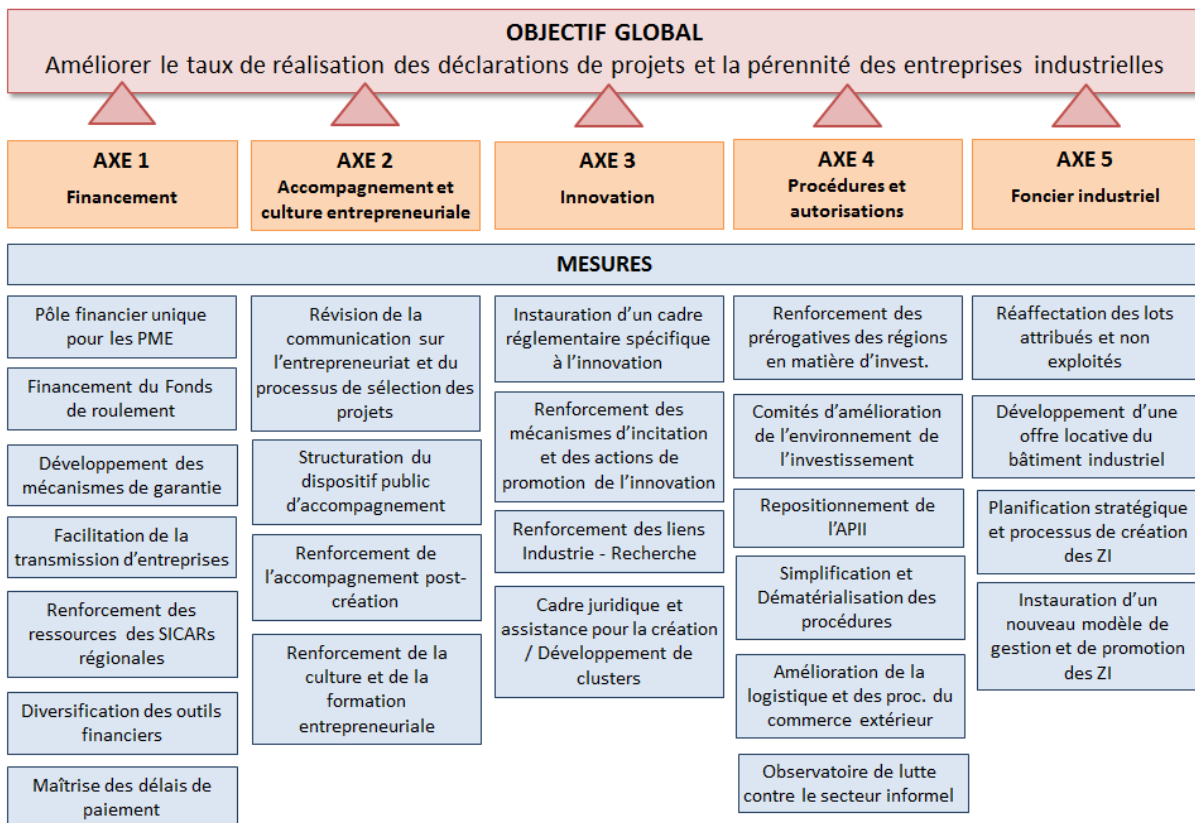 OBJECTIF GLOBAL
Améliorer le taux de réalisation des déclarations de projets et la pérennité des entreprises industrielles
AXE 1
Financement
AXE 2
Accompagnement et
culture entrepreneuriale
AXE 3
Innovation
AXE 4
Procédures et
autorisations
AXE 5
Foncier industriel
MESURES
Pôle financier unique
pour les PME
Financement du Fonds
de roulement
Développement des
mécanismes de garantie
Facilitation de la
transmission d'entreprises
Renforcement des
ressources des SICARs
régionales
Diversification des outils
financiers
Maîtrise des délais de
paiement
Révision de la
communication sur
l'entrepreneuriat et du
processus de sélection des
projets
Structuration du
dispositif public
d'accompagnement
Renforcement de
l'accompagnement post-
création
Renforcement de la
culture et de la
formation
entrepreneuriale
Instauration d'un cadre
réglementaire spécifique
à l'innovation
Renforcement des
mécanismes d'incitation
et des actions de
promotion de l'innovation
Renforcement des liens
Industrie - Recherche
Cadre juridique et
assistance pour la création
/ Développement de
clusters
Renforcement des
prérogatives des régions
en matière d'invest.
Comités d'amélioration
de l'environnement de
l'investissement
Repositionnement de
l'APII
Simplification et
Dématérialisation des
procédures
Amélioration de la
logistique et des proc. du
commerce extérieur
Observatoire de lutte
contre le secteur informel
Réaffectation des lots
attribués et non
exploités
Développement d'une
offre locative du
bâtiment industriel
Planification stratégique
et processus de création
des ZI
Instauration d'un
nouveau modèle de
gestion et de promotion
des ZI